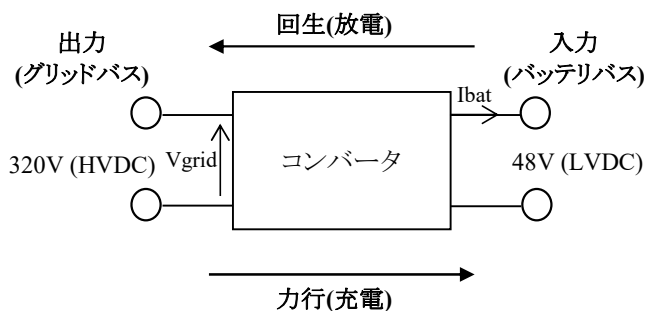 回生(放電)
出力
(グリッドバス)
入力
(バッテリバス)
Ibat
320V (HVDC)
Vgrid
コンバータ
48V (LVDC)
力行(充電)